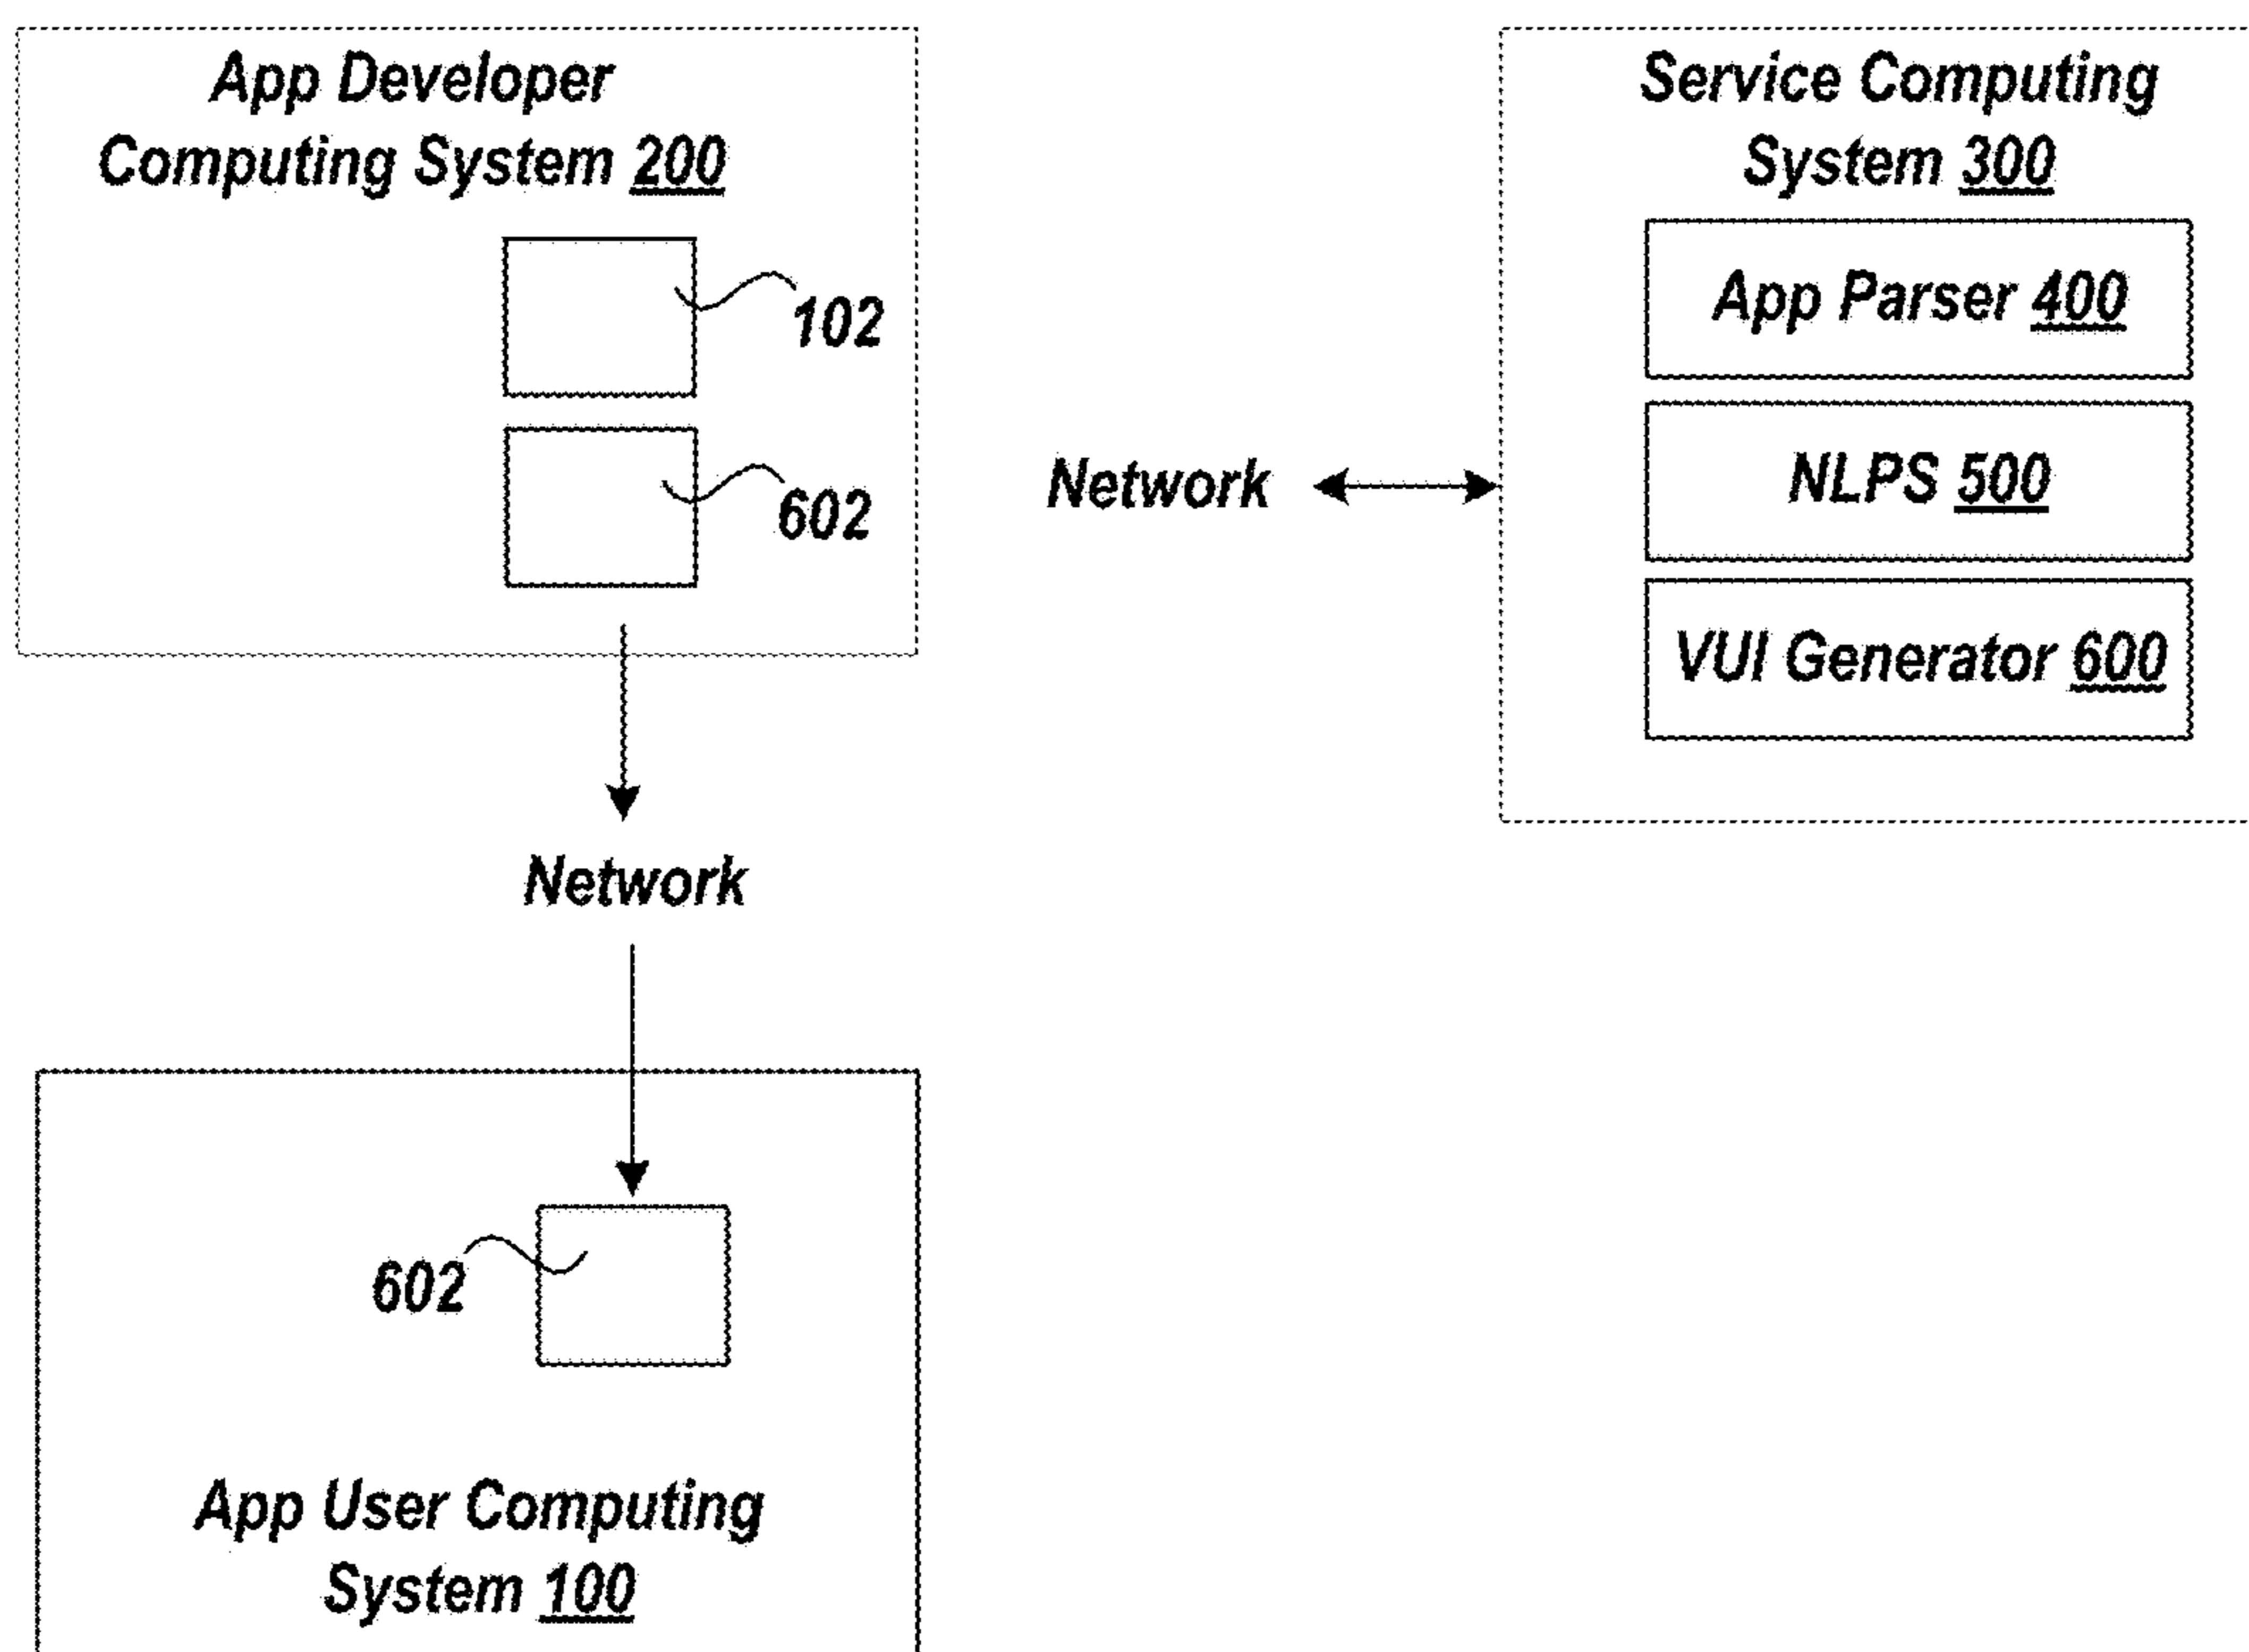 App Developer
Computing System 200
102
602
Network
Service Computing
System 300
App Parser 400
NLPS 500
VUI Generator 600
Network
602
App User Computing
System 100